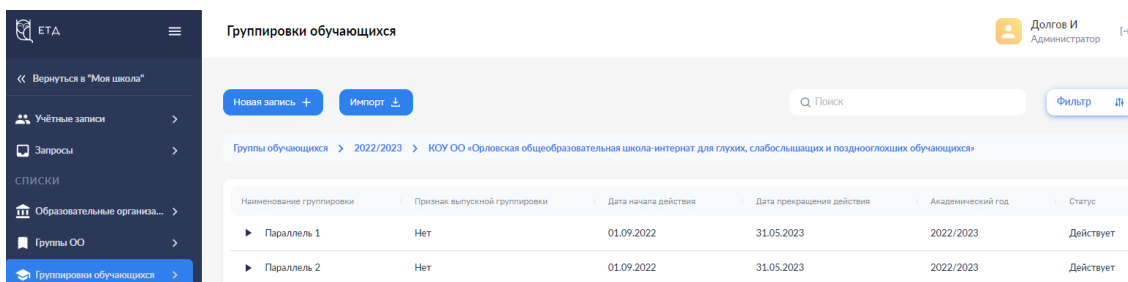 ЕТД
Группировки обучающихся
Долгов И
Администратор
Вернуться в "Моя школа"
Новая запись +
Импорт
Поиск
Фильтр
Учётные записи
Запросы
Группы обучающихся > 2022/2023 > КОУ ОО «Орловская общеобразовательная школа-интернат для глухих, слабослышащих и позднооглохших обучающихся»
СПИСКИ
Образовательные организа...
Группы ОО
Группировки обучающихся
Наименование группировки Признак выпускной группировки Дата начала действия Дата прекращения действия Академический год Статус
Параллель 1 Нет 01.09.2022 31.05.2023 2022/2023 Действует
Параллель 2 Нет 01.09.2022 31.05.2023 2022/2023 Действует